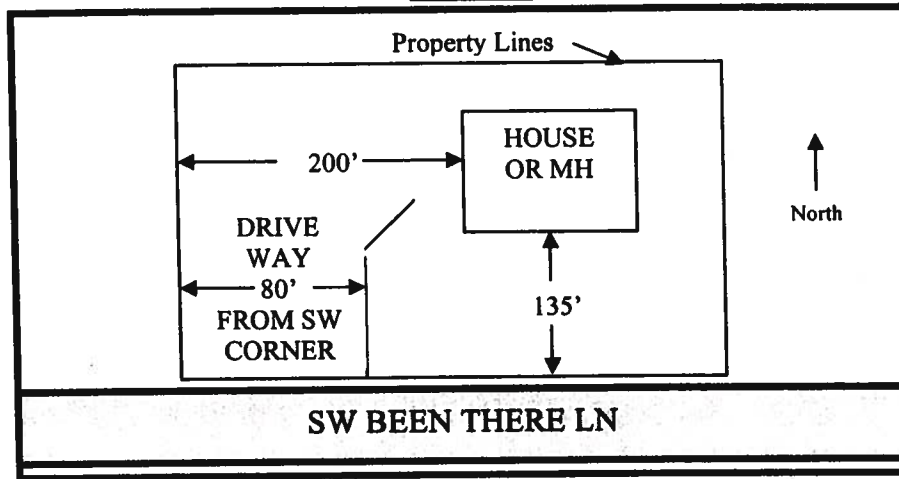 Property Lines
HOUSE
OR MH
200'
North
DRIVE
WAY
80'
FROM SW
CORNER
135'
SW BEEN THERE LN